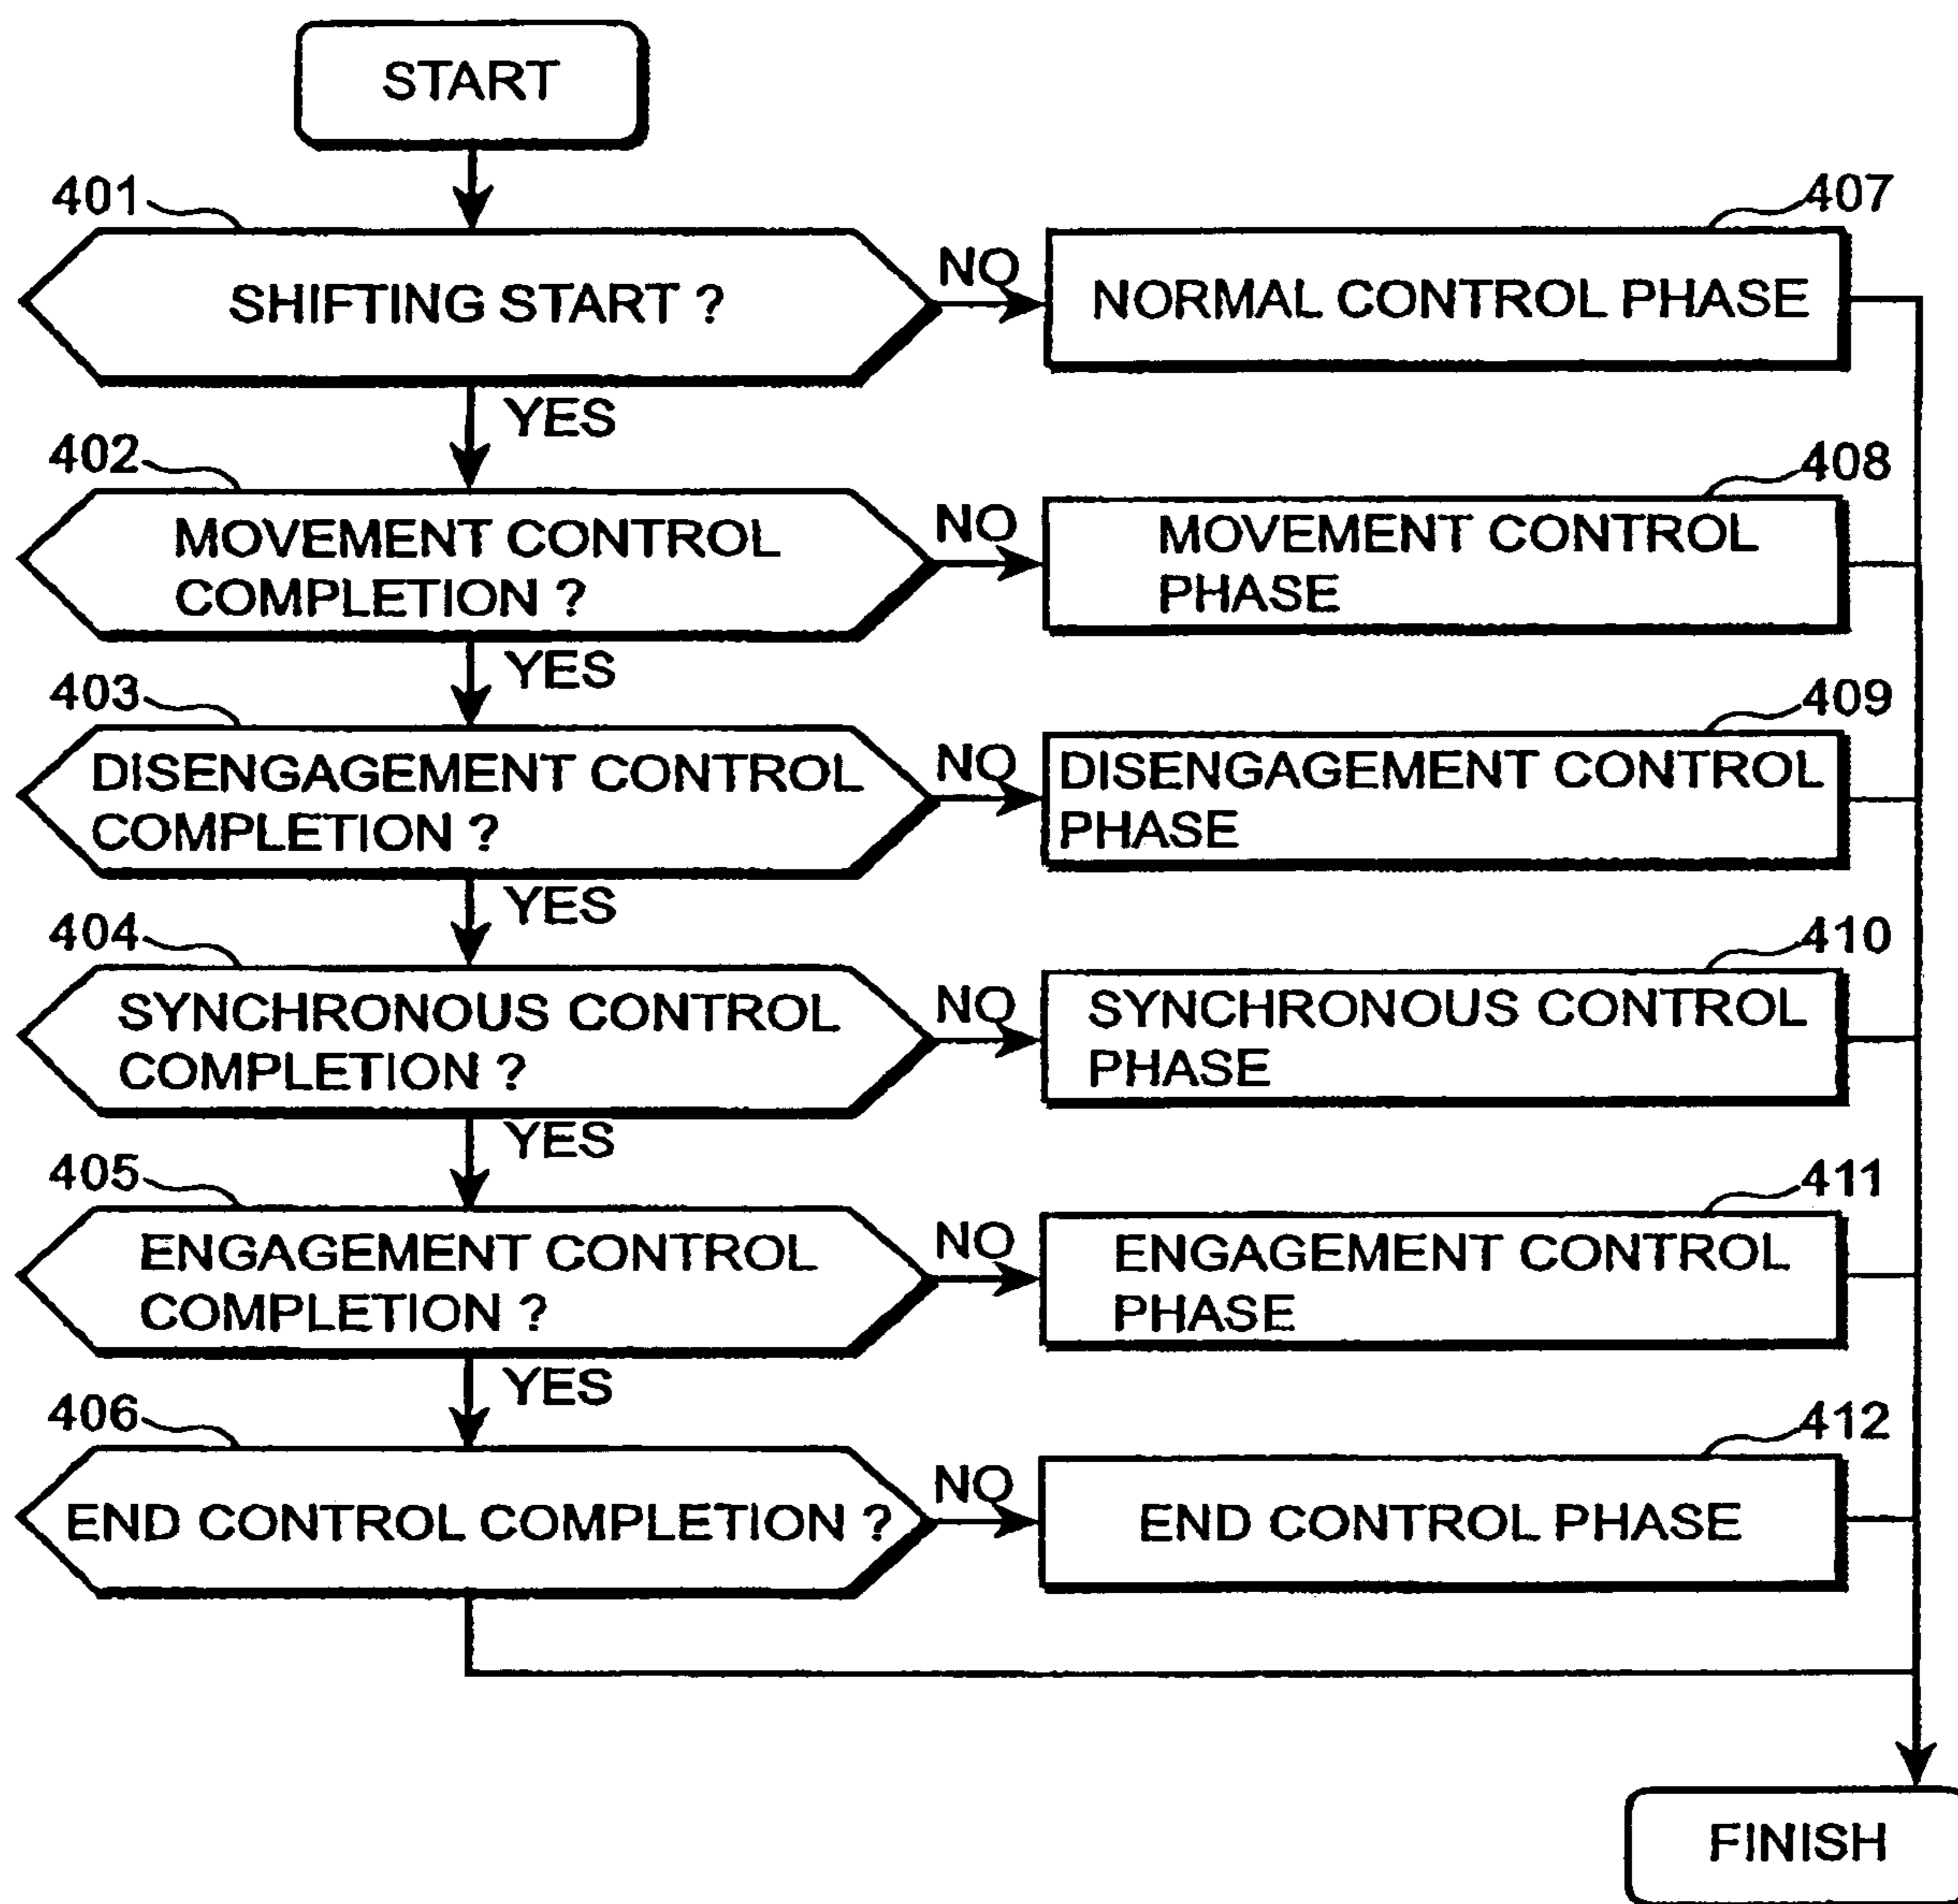 START
401
407
SHIFTING START ?
NO
NORMAL CONTROL PHASE
YES
402
408
MOVEMENT CONTROL
COMPLETION ?
NO
MOVEMENT CONTROL
PHASE
YES
403
409
DISENGAGEMENT CONTROL
COMPLETION ?
NO
DISENGAGEMENT CONTROL
PHASE
YES
404
410
SYNCHRONOUS CONTROL
COMPLETION ?
NO
SYNCHRONOUS CONTROL
PHASE
YES
405
411
ENGAGEMENT CONTROL
COMPLETION ?
NO
ENGAGEMENT CONTROL
PHASE
YES
406
412
END CONTROL COMPLETION ?
NO
END CONTROL PHASE
FINISH